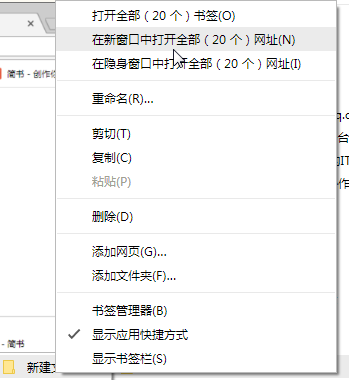 打开全部（20 个）书签(O)
在新窗口中打开全部（20 个）网址(N)
简书 - 创作你
在隐身窗口中打开全部（20 个）网址(I)
重命名(R)...
剪切(T)
台
复制(C)
粘贴(P)
作
删除(D)
添加网页(G)...
添加文件夹(F)...
书签管理器(B)
显示应用快捷方式
- 简书
显示书签栏(S)
新建文